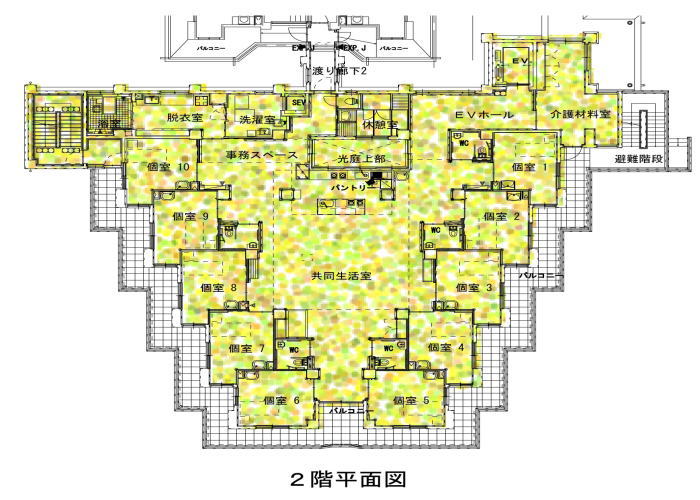 バルコニー EXP.J EXP.J バルコニー
渡り廊下2
EV
浴室 脱衣室 洗濯室 SEV 休憩室 EVホール 介護材料室
事務スペース 光庭上部 WC 避難階段
個室 10 パントリー 個室 1
個室 9 個室 2
WC WC
共同生活室 バルコニー
個室 8 個室 3
個室 7 WC WC 個室 4
個室 6 個室 5
バルコニー
2階平面図